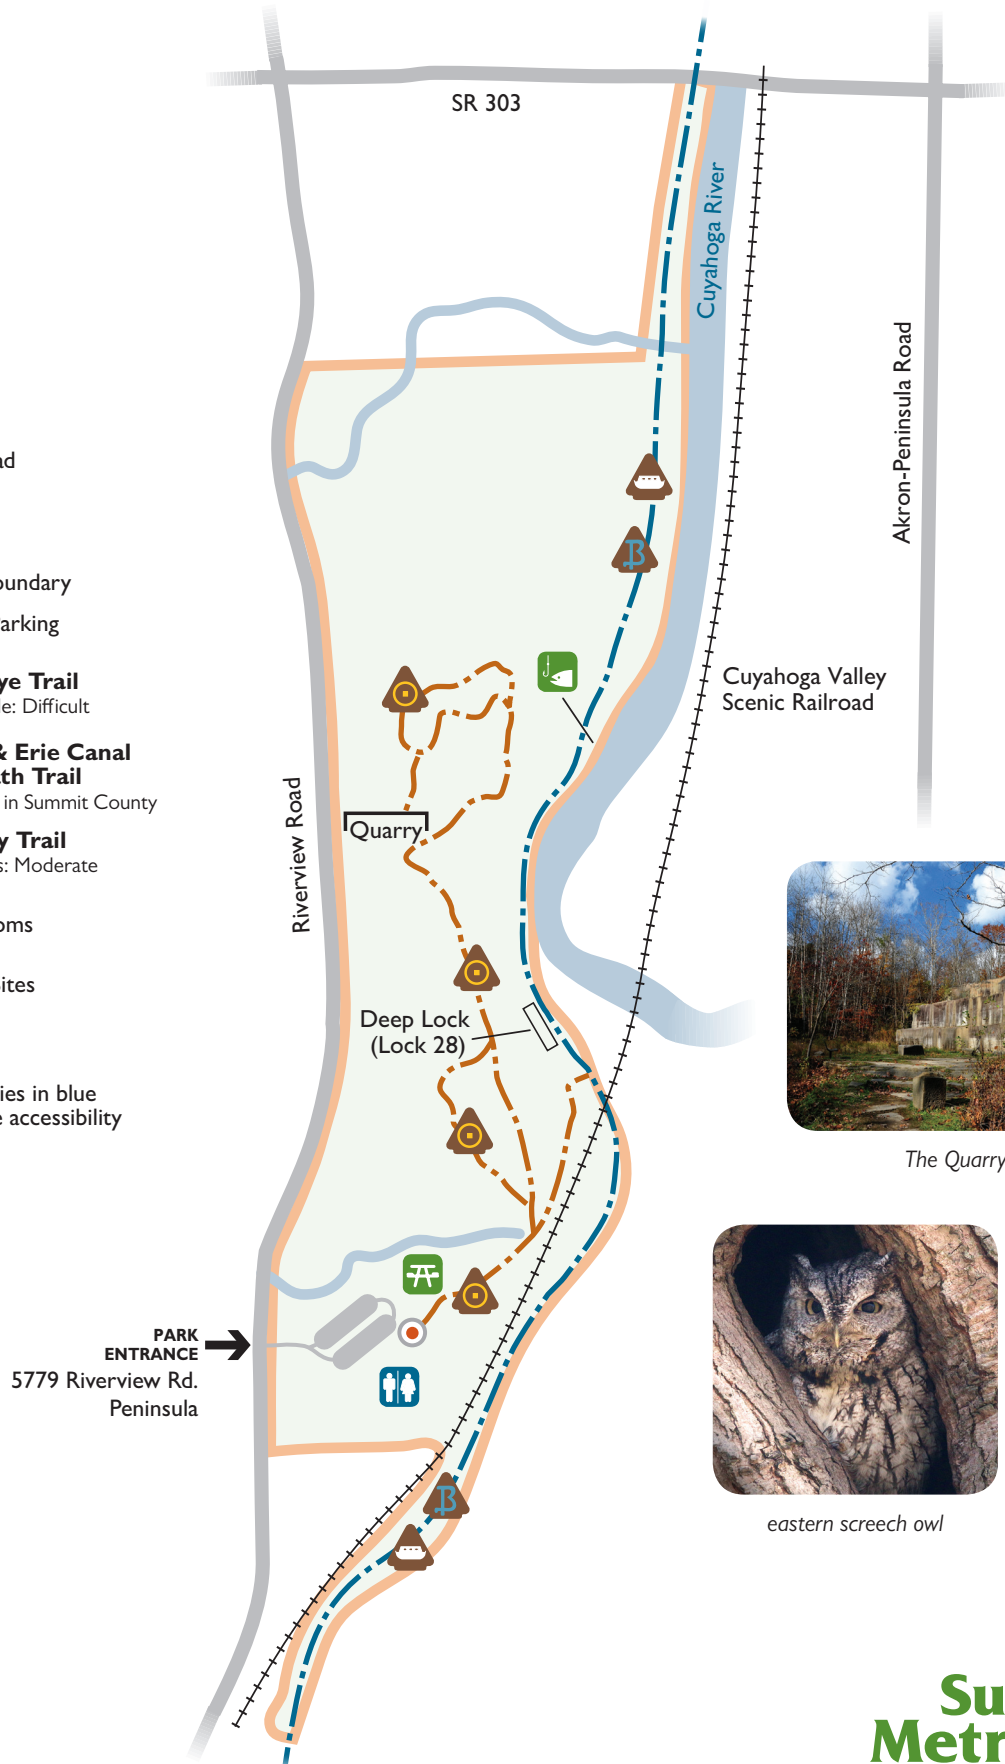 SR 303
Cuyahoga River
Akron-Peninsula Road
ad
oundary
arking
ye Trail
le: Difficult
& Erie Canal
th Trail
in Summit County
y Trail
s: Moderate
oms
ites
ies in blue
e accessibility
Cuyahoga Valley
Scenic Railroad
Riverview Road
Quarry
Deep Lock
(Lock 28)
The Quarry
PARK
ENTRANCE
5779 Riverview Rd.
Peninsula
eastern screech owl
Su
Metr